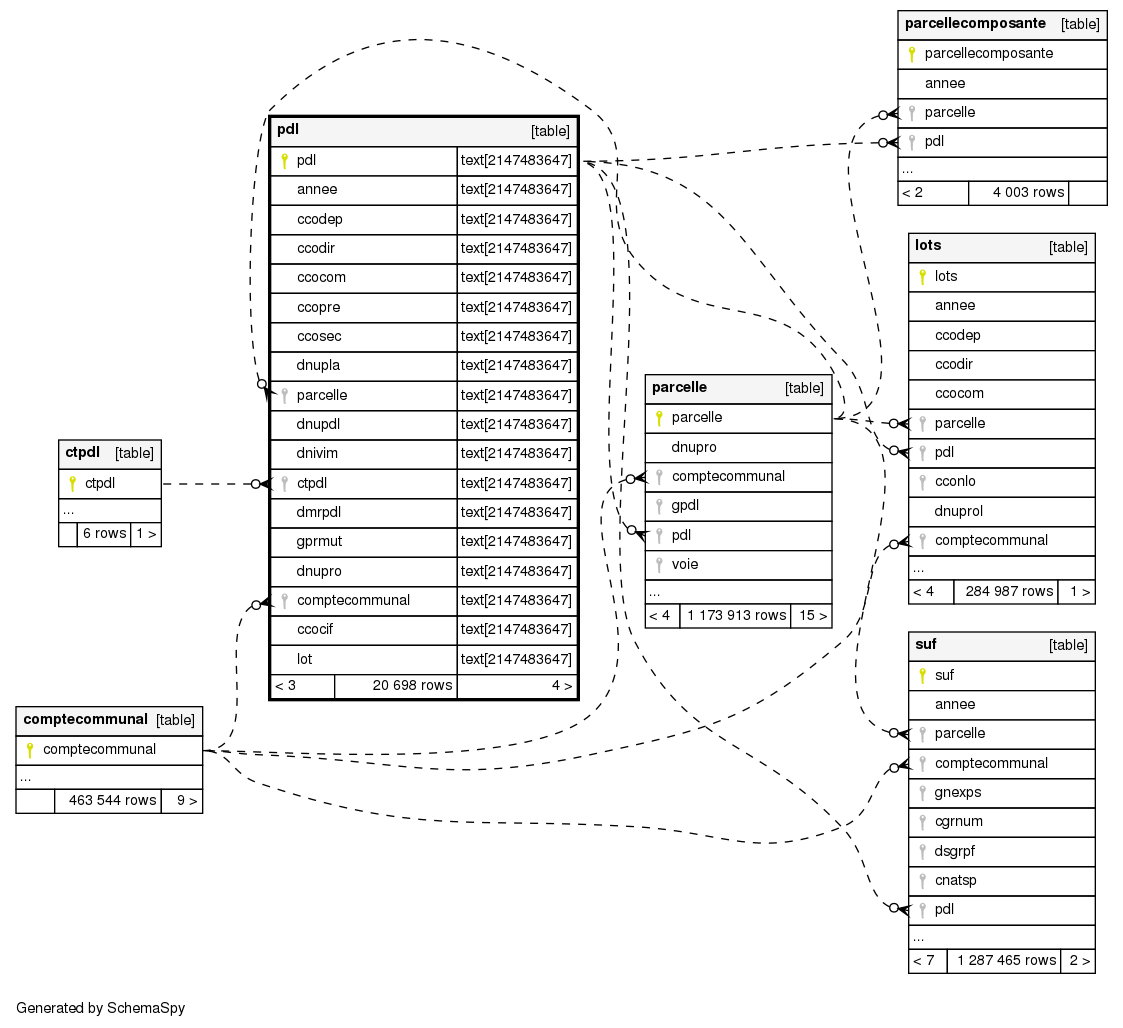 parcellecomposante [table]
parcellecomposante
annee
parcelle
pdl
...
< 2 4 003 rows
pdl [table]
pdl text[2147483647]
annee text[2147483647]
ccodep text[2147483647]
ccodir text[2147483647]
ccocom text[2147483647]
ccopre text[2147483647]
ccosec text[2147483647]
dnupla text[2147483647]
parcelle text[2147483647]
dnupdl text[2147483647]
dnivim text[2147483647]
ctpdl text[2147483647]
dmrpdl text[2147483647]
gprmut text[2147483647]
dnupro text[2147483647]
comptecommunal text[2147483647]
ccocif text[2147483647]
lot text[2147483647]
< 3 20 698 rows 4 >
lots [table]
lots
annee
ccodep
ccodir
ccocom
parcelle
pdl
cconlo
dnuprol
comptecommunal
...
< 4 284 987 rows 1 >
parcelle [table]
parcelle
dnupro
comptecommunal
gpdl
pdl
voie
...
< 4 1 173 913 rows 15 >
ctpdl [table]
ctpdl
...
6 rows 1 >
suf [table]
suf
annee
parcelle
comptecommunal
gnexps
cgrnum
dsgrpf
cnatsp
pdl
...
< 7 1 287 465 rows 2 >
comptecommunal [table]
comptecommunal
...
463 544 rows 9 >
Generated by SchemaSpy